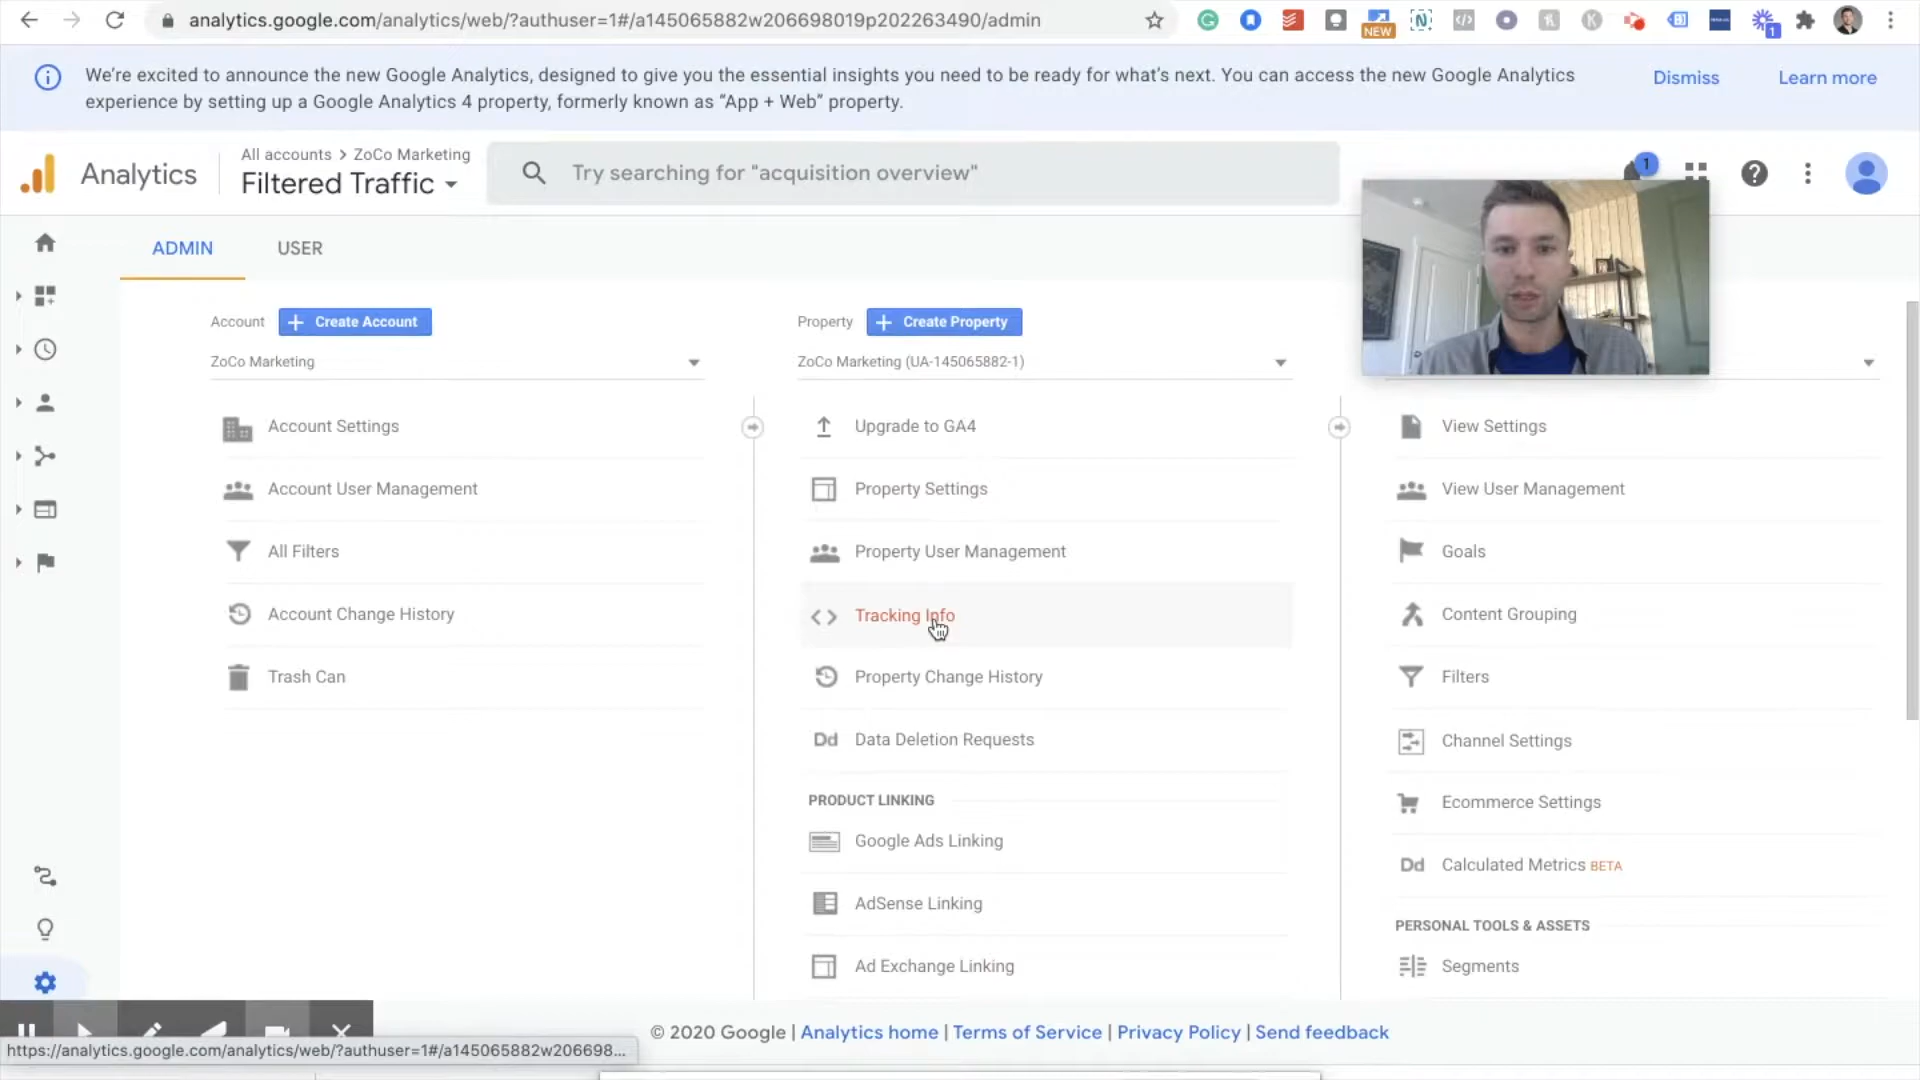 analytics.google.com/analytics/web/?authuser=1#/a145065882w206698019p202263490/admin
NEW
1
We're excited to announce the new Google Analytics, designed to give you the essential insights you need to be ready for what's next. You can access the new Google Analytics
experience by setting up a Google Analytics 4 property, formerly known as “App + Web” property.
Dismiss
Learn more
Analytics
All accounts > ZoCo Marketing
Filtered Traffic
Try searching for "acquisition overview"
1
ADMIN
USER
Account
Create Account
ZoCo Marketing
Account Settings
Account User Management
All Filters
Account Change History
Trash Can
Property
Create Property
ZoCo Marketing (UA-145065882-1)
Upgrade to GA4
Property Settings
Property User Management
Tracking Info
Property Change History
Dd Data Deletion Requests
PRODUCT LINKING
Google Ads Linking
AdSense Linking
Ad Exchange Linking
View Settings
View User Management
Goals
Content Grouping
Filters
Channel Settings
Ecommerce Settings
Dd Calculated Metrics BETA
PERSONAL TOOLS & ASSETS
Segments
© 2020 Google | Analytics home | Terms of Service | Privacy Policy | Send feedback
https://analytics.google.com/analytics/web/?authuser=1#/a145065882w206698...